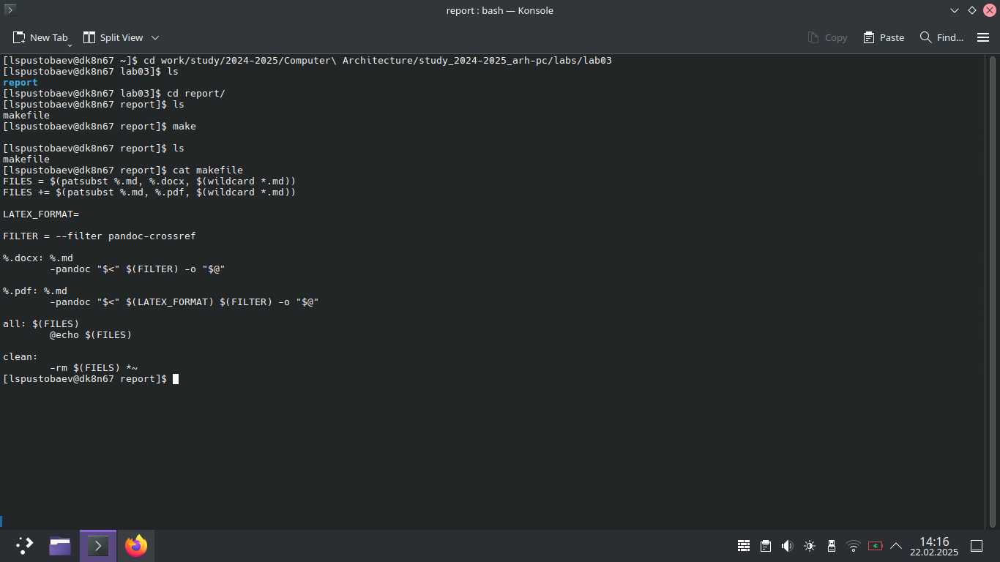 report : bash — Konsole
New Tab
Split View
Copy
Paste
Find...
[lspustobaev@dk8n67 ~]$ cd work/study/2024-2025/Computer\ Architecture/study_2024-2025_arh-pc/labs/lab03
[lspustobaev@dk8n67 lab03]$ ls
report
[lspustobaev@dk8n67 lab03]$ cd report/
[lspustobaev@dk8n67 report]$ ls
makefile
[lspustobaev@dk8n67 report]$ make
[lspustobaev@dk8n67 report]$ ls
makefile
[lspustobaev@dk8n67 report]$ cat makefile
FILES = $(patsubst %.md, %.docx, $(wildcard *.md))
FILES += $(patsubst %.md, %.pdf, $(wildcard *.md))
LATEX_FORMAT=
FILTER = --filter pandoc-crossref
%.docx: %.md
-pandoc "$<" $(FILTER) -o "$@"
%.pdf: %.md
-pandoc "$<" $(LATEX_FORMAT) $(FILTER) -o "$@"
all: $(FILES)
@echo $(FILES)
clean:
-rm $(FIELS) *~
[lspustobaev@dk8n67 report]$
14:16
22.02.2025